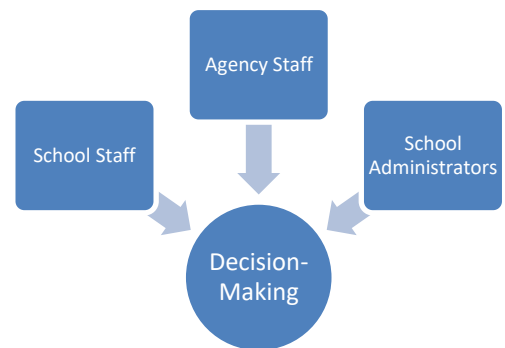 Agency Staff
School Staff
School
Administrators
Decision-
Making